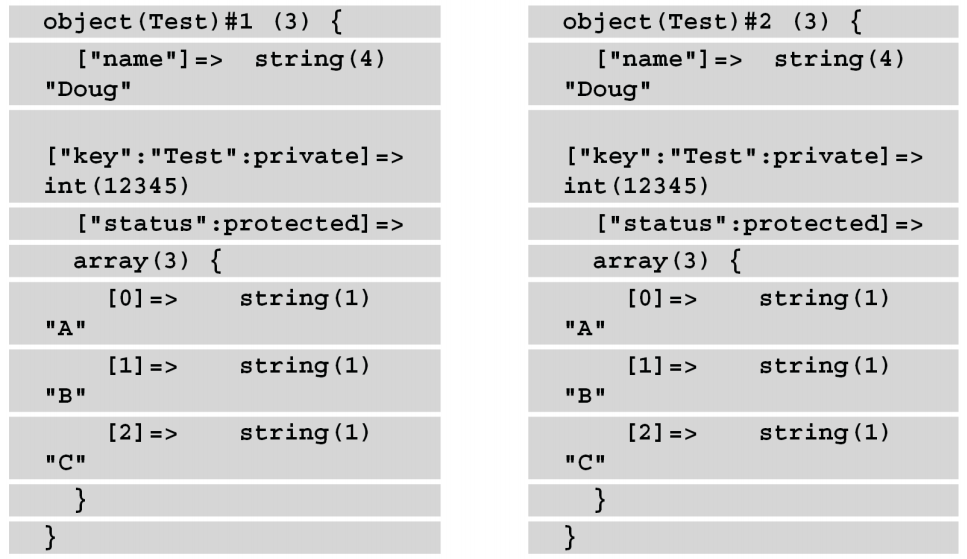 object(Test)#1 (3) {
["name"]=> string(4)
"Doug"
["key":"Test":private]=>
int(12345)
["status":protected]=>
array(3) {
[0]=> string(1)
"A"
[1]=> string(1)
"B"
[2]=> string(1)
"C"
}
}
object(Test)#2 (3) {
["name"]=> string(4)
"Doug"
["key":"Test":private]=>
int(12345)
["status":protected]=>
array(3) {
[0]=> string(1)
"A"
[1]=> string(1)
"B"
[2]=> string(1)
"C"
}
}